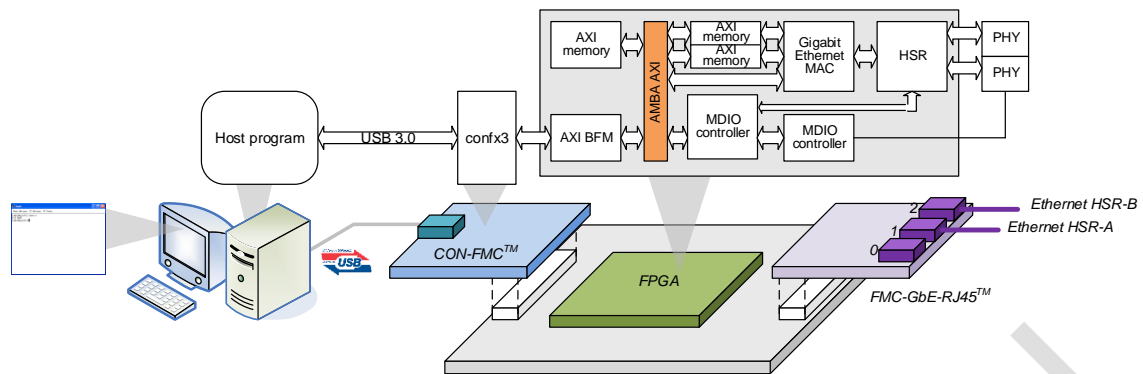 AXI
memory
AMBA AXI
AXI
memory
AXI
memory
Gigabit
Ethernet
MAC
HSR
PHY
PHY
Host program
USB 3.0
confx3
AXI BFM
MDIO
controller
MDIO
controller
CON-FMC™
USB
FPGA
2
1
0
Ethernet HSR-B
Ethernet HSR-A
FMC-GbE-RJ45™